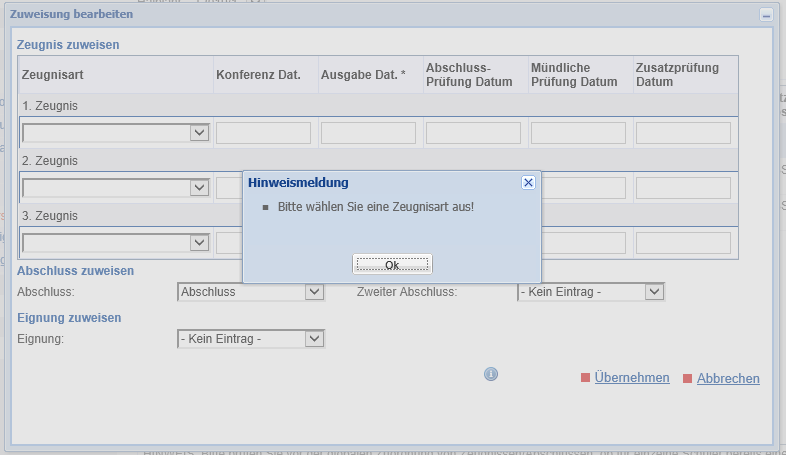 Zuweisung bearbeiten
Zeugnis zuweisen
Zeugnisart
Konferenz Dat.
Ausgabe Dat. *
Abschluss-
Prüfung Datum
Mündliche
Prüfung Datum
Zusatzprüfung
Datum
1. Zeugnis
2. Zeugnis
3. Zeugnis
Hinweismeldung
Bitte wählen Sie eine Zeugnisart aus!
Ok
Abschluss zuweisen
Abschluss: Abschluss Zweiter Abschluss: - Kein Eintrag -
Eignung zuweisen
Eignung: - Kein Eintrag -
Übernehmen Abbrechen